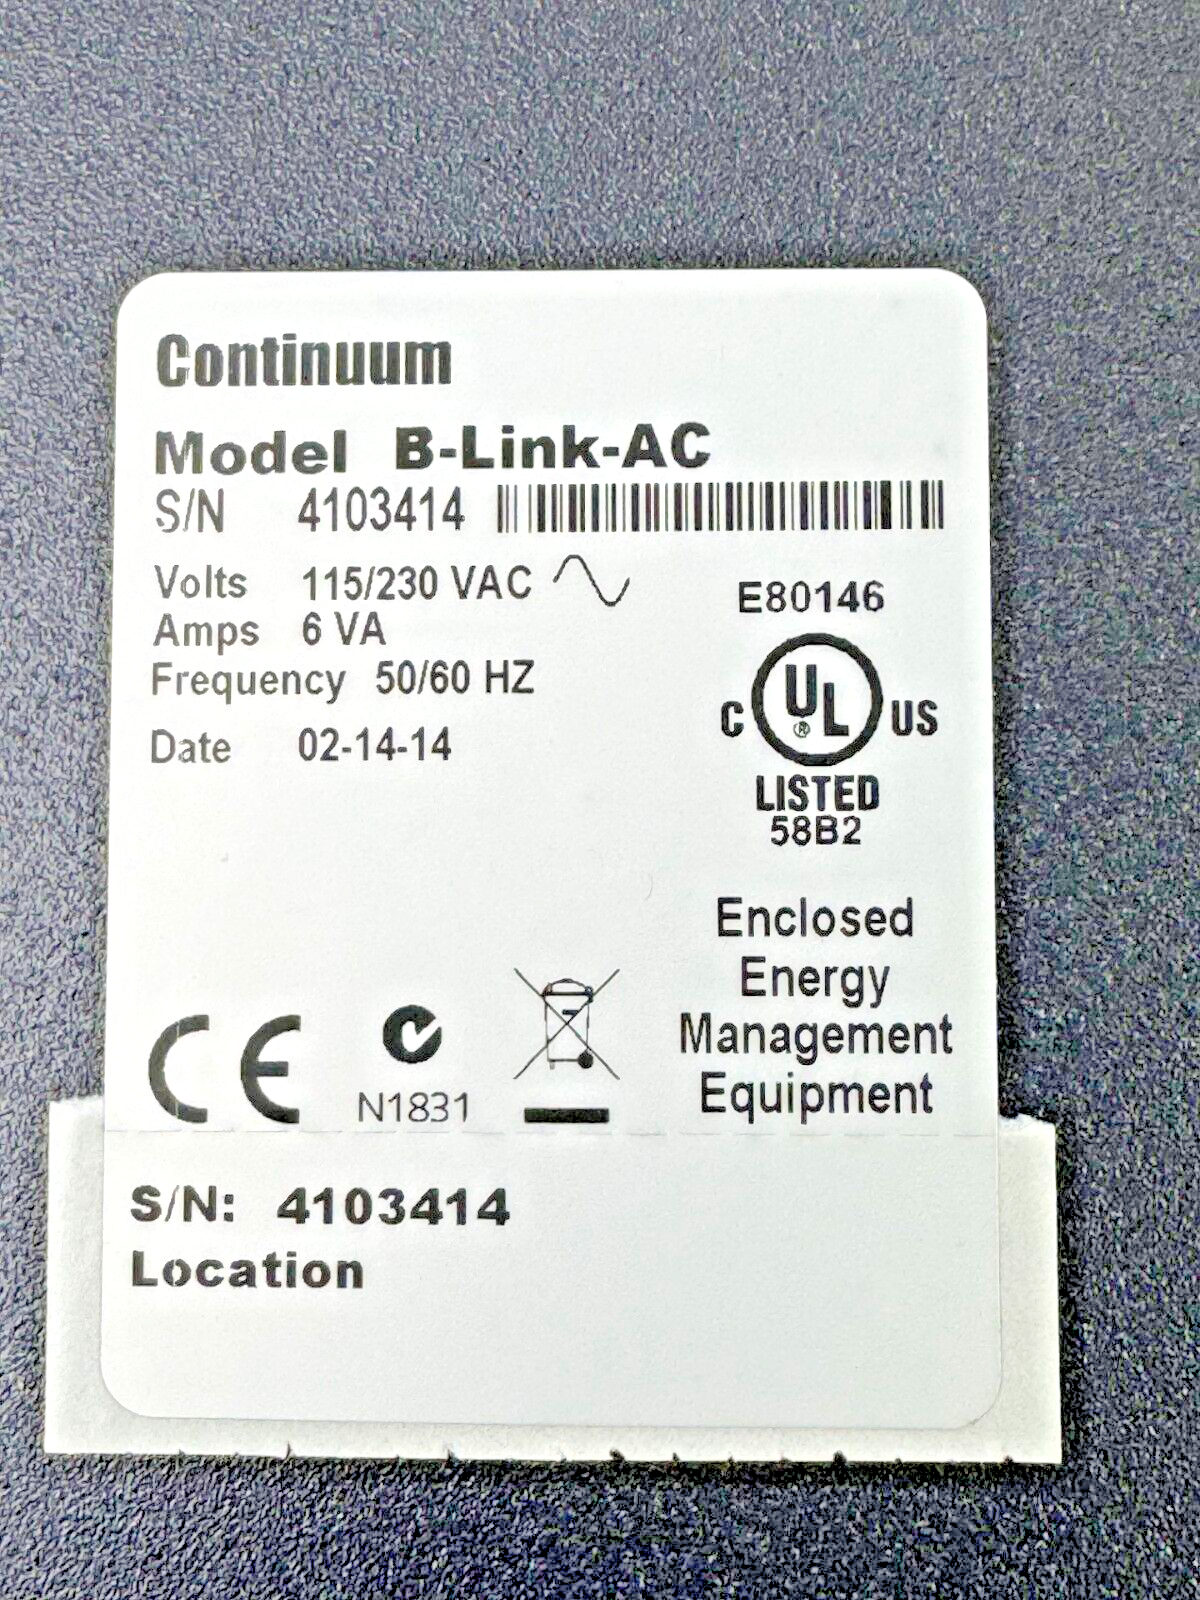 Continuum
Model B-Link-AC
S/N 4103414
Volts 115/230 VAC
Amps 6 VA
Frequency 50/60 HZ
Date 02-14-14
E80146
C UL® US
LISTED
58B2
Enclosed
Energy
Management
Equipment
CE
N1831
S/N: 4103414
Location